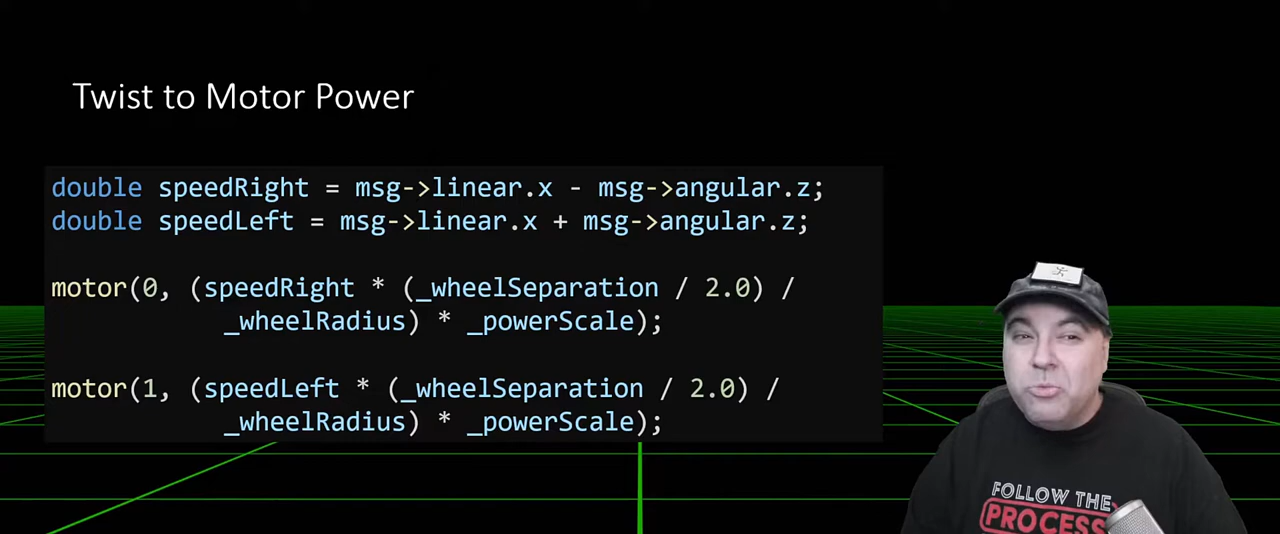 Twist to Motor Power
double speedRight = msg->linear.x - msg->angular.z;
double speedLeft = msg->linear.x + msg->angular.z;
motor(0, (speedRight * (_wheelSeparation / 2.0) /
_wheelRadius) * _powerScale);
motor(1, (speedLeft * (_wheelSeparation / 2.0) /
_wheelRadius) * _powerScale);
FOLLOW THE
PROCESS